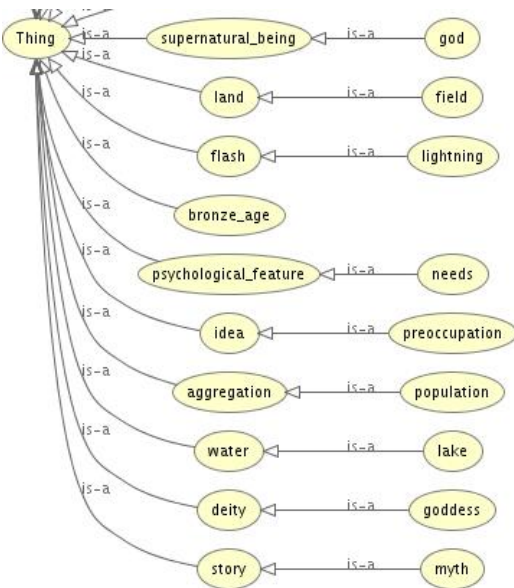 Thing is-a supernatural_being is-a god
is-a
land is-a field
is-a
flash is-a lightning
is-a
bronze_age
is-a
psychological_feature is-a needs
is-a
idea is-a preoccupation
is-a
aggregation is-a population
is-a
water is-a lake
is-a
deity is-a goddess
is-a
story is-a myth